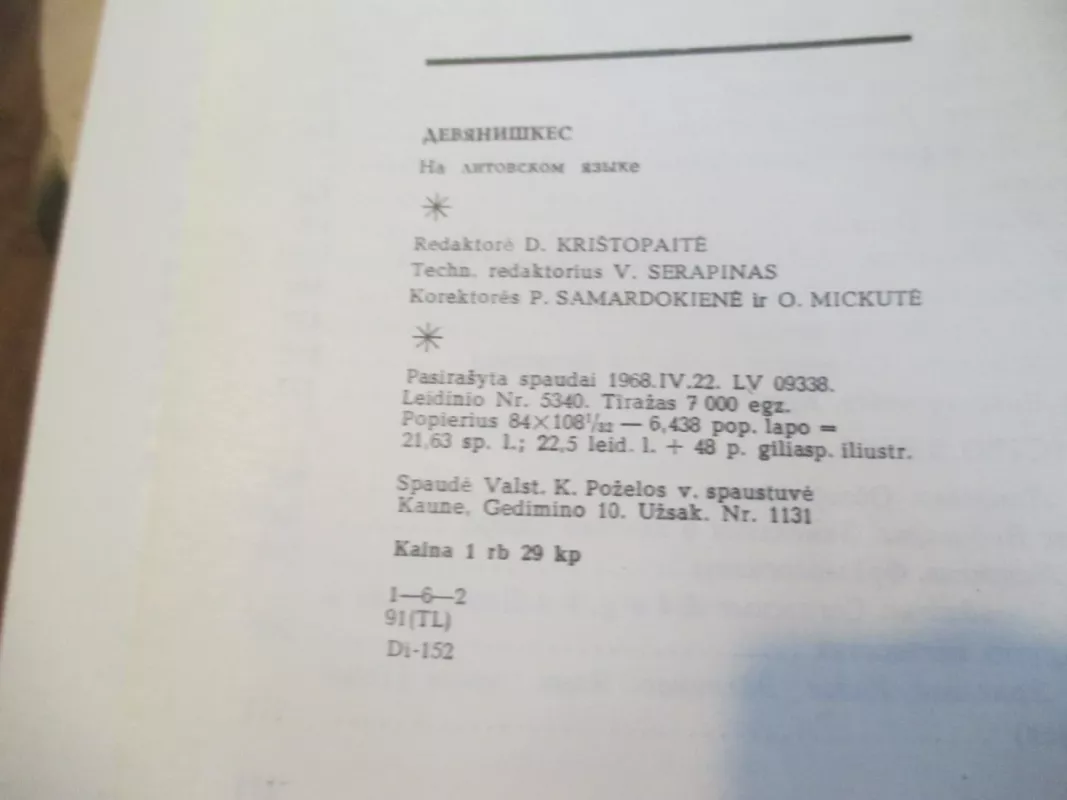 ДЕВЯНИШКЕС
На литовском языке
Redaktorė D. KRIŠTOPAITĖ
Techn. redaktorius V. SERAPINAS
Korektorės P. SAMARDOKIENĖ ir O. MICKUTĖ
Pasirašyta spaudai 1968.IV.22. LV 09338.
Leidinio Nr. 5340. Tiražas 7 000 egz.
Popierius 84×108¹/₃₂ — 6,438 pop. lapo =
21,63 sp. l.; 22,5 leid. l. + 48 p. giliasp. iliustr.
Spaudė Valst. K. Poželos v. spaustuvė
Kaune, Gedimino 10. Užsak. Nr. 1131
Kaina 1 rb 29 kp
1—6—2
91(TL)
Di-152